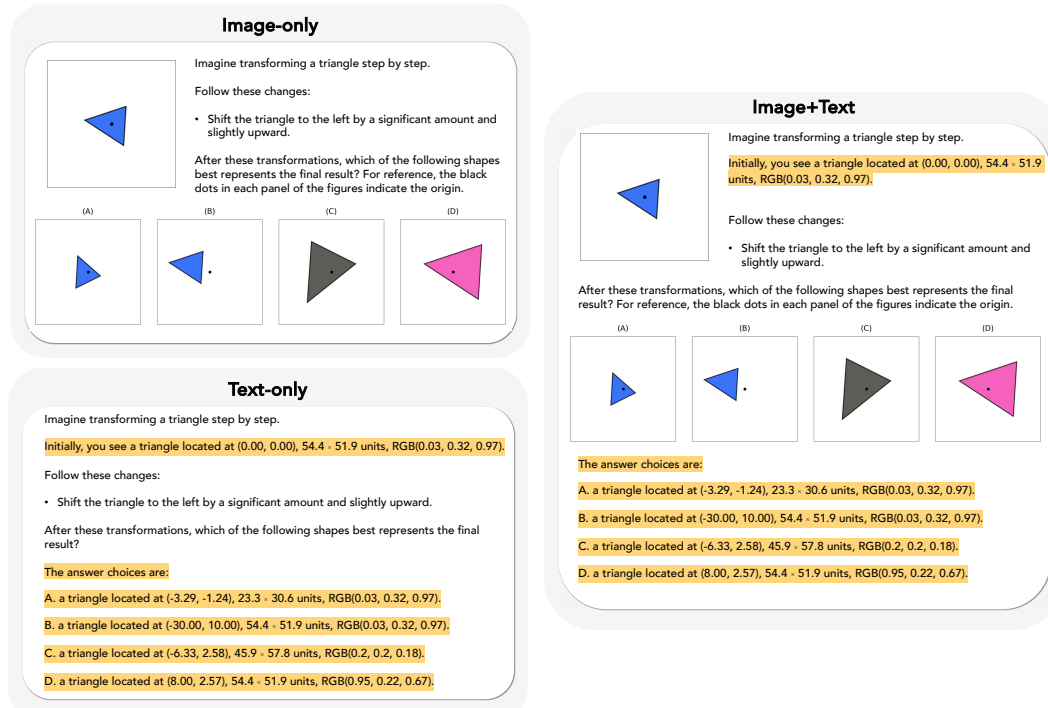 Image-only
Imagine transforming a triangle step by step.
Follow these changes:
• Shift the triangle to the left by a significant amount and
slightly upward.
After these transformations, which of the following shapes
best represents the final result? For reference, the black
dots in each panel of the figures indicate the origin.
(A)
(B)
(C)
(D)
Text-only
Imagine transforming a triangle step by step.
Initially, you see a triangle located at (0.00, 0.00), 54.4 × 51.9 units, RGB(0.03, 0.32, 0.97).
Follow these changes:
• Shift the triangle to the left by a significant amount and slightly upward.
After these transformations, which of the following shapes best represents the final
result?
The answer choices are:
A. a triangle located at (-3.29, -1.24), 23.3 × 30.6 units, RGB(0.03, 0.32, 0.97).
B. a triangle located at (-30.00, 10.00), 54.4 × 51.9 units, RGB(0.03, 0.32, 0.97).
C. a triangle located at (-6.33, 2.58), 45.9 × 57.8 units, RGB(0.2, 0.2, 0.18).
D. a triangle located at (8.00, 2.57), 54.4 × 51.9 units, RGB(0.95, 0.22, 0.67).
Image+Text
Imagine transforming a triangle step by step.
Initially, you see a triangle located at (0.00, 0.00), 54.4 × 51.9
units, RGB(0.03, 0.32, 0.97).
Follow these changes:
• Shift the triangle to the left by a significant amount and
slightly upward.
After these transformations, which of the following shapes best represents the final
result? For reference, the black dots in each panel of the figures indicate the origin.
(A)
(B)
(C)
(D)
The answer choices are:
A. a triangle located at (-3.29, -1.24), 23.3 × 30.6 units, RGB(0.03, 0.32, 0.97).
B. a triangle located at (-30.00, 10.00), 54.4 × 51.9 units, RGB(0.03, 0.32, 0.97).
C. a triangle located at (-6.33, 2.58), 45.9 × 57.8 units, RGB(0.2, 0.2, 0.18).
D. a triangle located at (8.00, 2.57), 54.4 × 51.9 units, RGB(0.95, 0.22, 0.67).